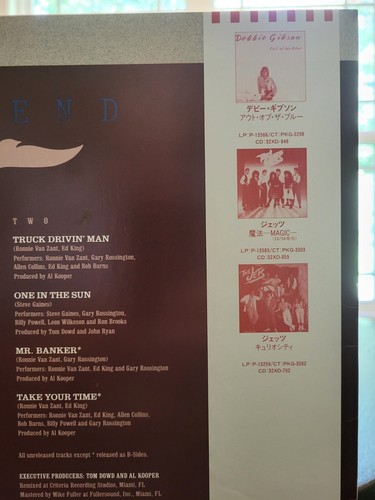 END
TWO
TRUCK DRIVIN' MAN
(Ronnie Van Zant, Ed King)
Performers: Ronnie Van Zant, Gary Rossington,
Allen Collins, Ed King and Bob Burns
Produced by Al Kooper
ONE IN THE SUN
(Steve Gaines)
Performers: Steve Gaines, Gary Rossington,
Billy Powell, Leon Wilkeson and Ron Brooks
Produced by Tom Dowd and John Ryan
MR. BANKER*
(Ronnie Van Zant, Gary Rossington)
Performers: Ronnie Van Zant, Ed King and Gary Rossington
Produced by Al Kooper
TAKE YOUR TIME*
(Ronnie Van Zant, Ed King)
Performers: Ronnie Van Zant, Ed King, Allen Collins,
Bob Burns, Billy Powell and Gary Rossington
Produced by Al Kooper
All unreleased tracks except * released as B-Sides.
EXECUTIVE PRODUCERS: TOM DOWD AND AL KOOPER
Remixed at Criteria Recording Studios, Miami, FL
Mastered by Mike Fuller at Fullersound, Inc., Miami, FL
Debbie Gibson
デビー・ギブソン
アウト・オブ・ザ・ブルー
THE JETS
ジェッツ
魔法—MAGIC—
THE JETS
ジェッツ
キュリオシティ